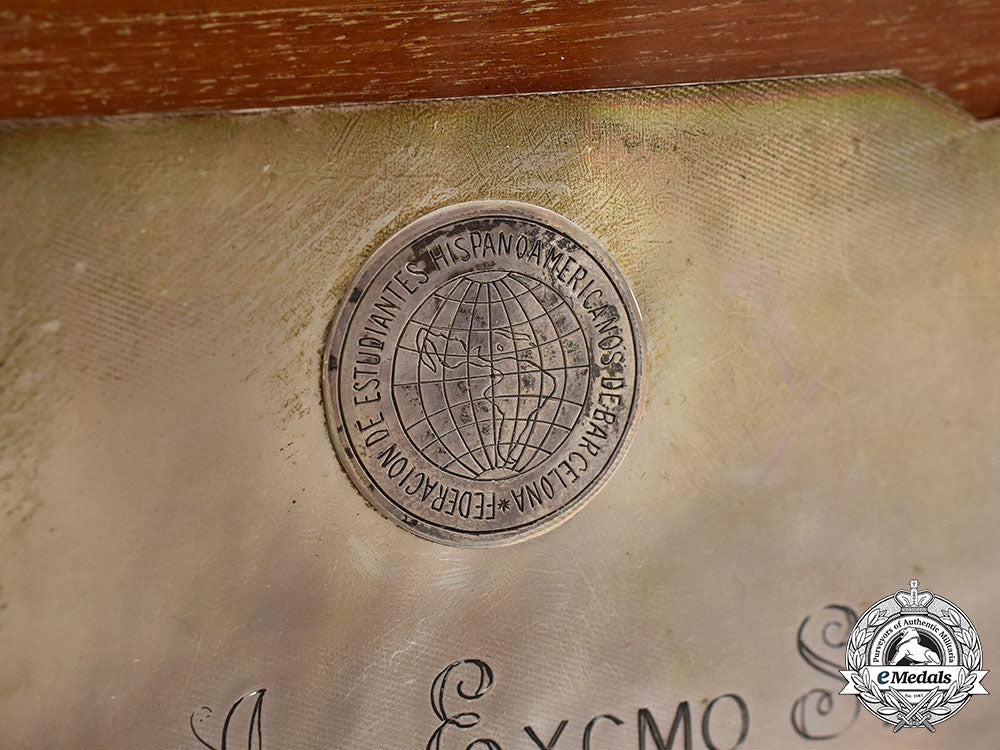 FEDERACION DE ESTUDIANTES HISPANOAMERICANOS DE BARCELONA *
EXCMO
Purveyors of Authentic Militaria
eMedals